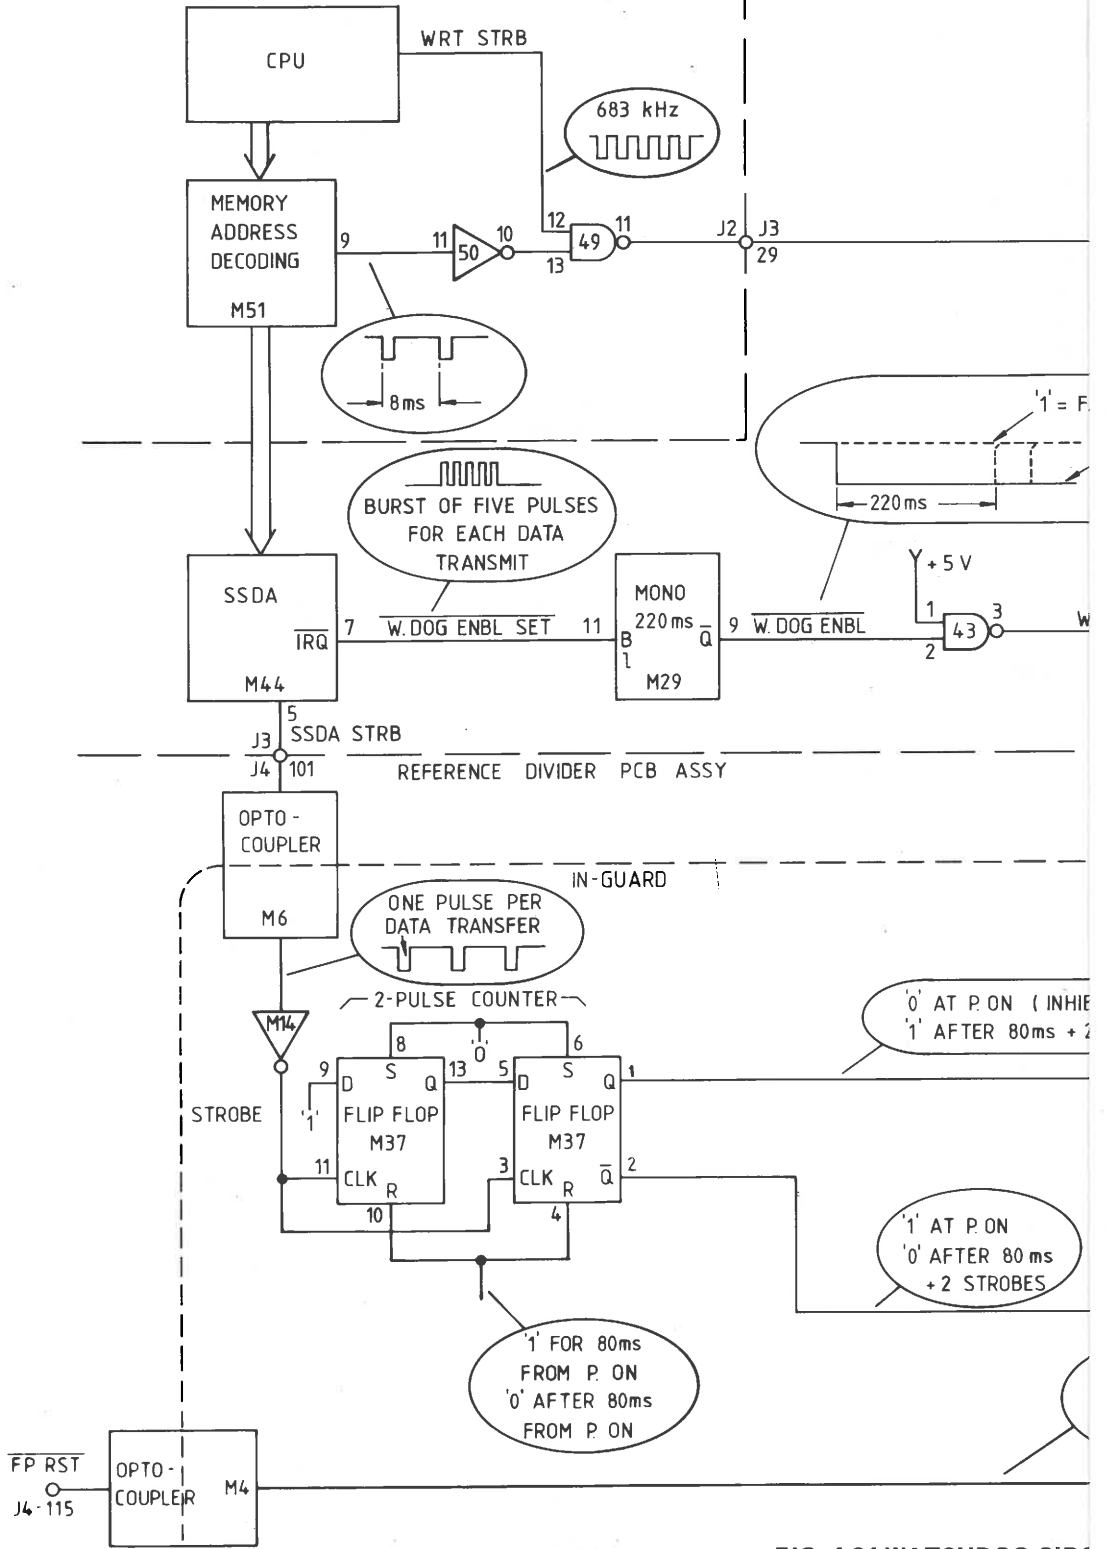 CPU
WRT STRB
683 kHz
MEMORY
ADDRESS
DECODING
M51
9
11
50
10
12
13
49
11
J2
J3
29
8ms
'1' = F
220ms
BURST OF FIVE PULSES
FOR EACH DATA
TRANSMIT
SSDA
IRQ
M44
7
W. DOG ENBL SET
11
MONO
220ms
B
1
Q
M29
9
W. DOG ENBL
+5 V
1
2
43
3
W
5
SSDA STRB
J3
J4
101
REFERENCE DIVIDER PCB ASSY
OPTO-
COUPLER
M6
IN-GUARD
ONE PULSE PER
DATA TRANSFER
M14
2-PULSE COUNTER
'0' AT P. ON (INHIB
'1' AFTER 80ms + 2
8
'0'
6
9
D
S
Q
13
5
D
S
Q
1
STROBE
'1'
FLIP FLOP
M37
FLIP FLOP
M37
11
CLK
R
10
3
CLK
R
4
Q
2
'1' AT P. ON
'0' AFTER 80 ms
+2 STROBES
'1' FOR 80ms
FROM P. ON
'0' AFTER 80ms
FROM P. ON
FP RST
J4-115
OPTO-
COUPLER
M4